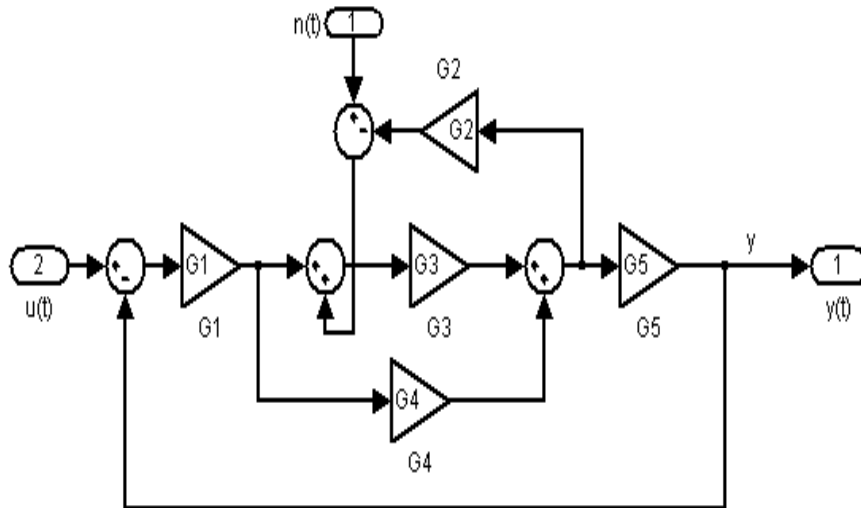 n(t) 1
G2
+
-
G2
2
+
-
G1
+
+
G3
+
+
G5
y
1
u(t)
G1
G3
G5
y(t)
G4
G4